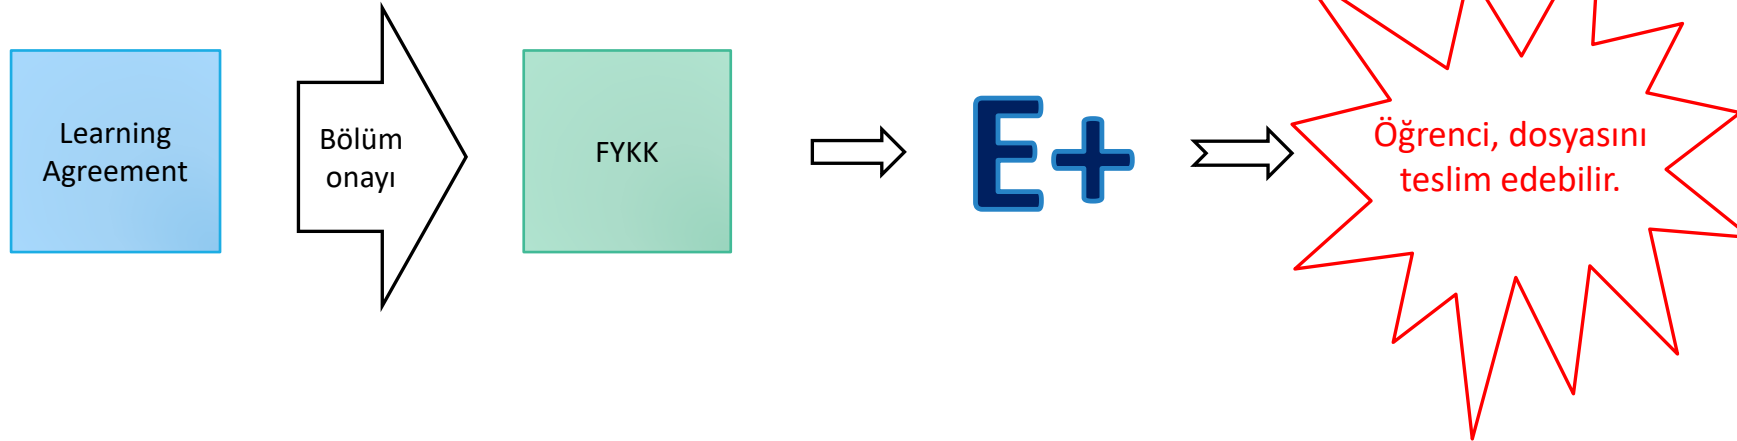 Learning
Agreement
Bölüm
onayı
FYKK
E+
Öğrenci, dosyasını
teslim edebilir.